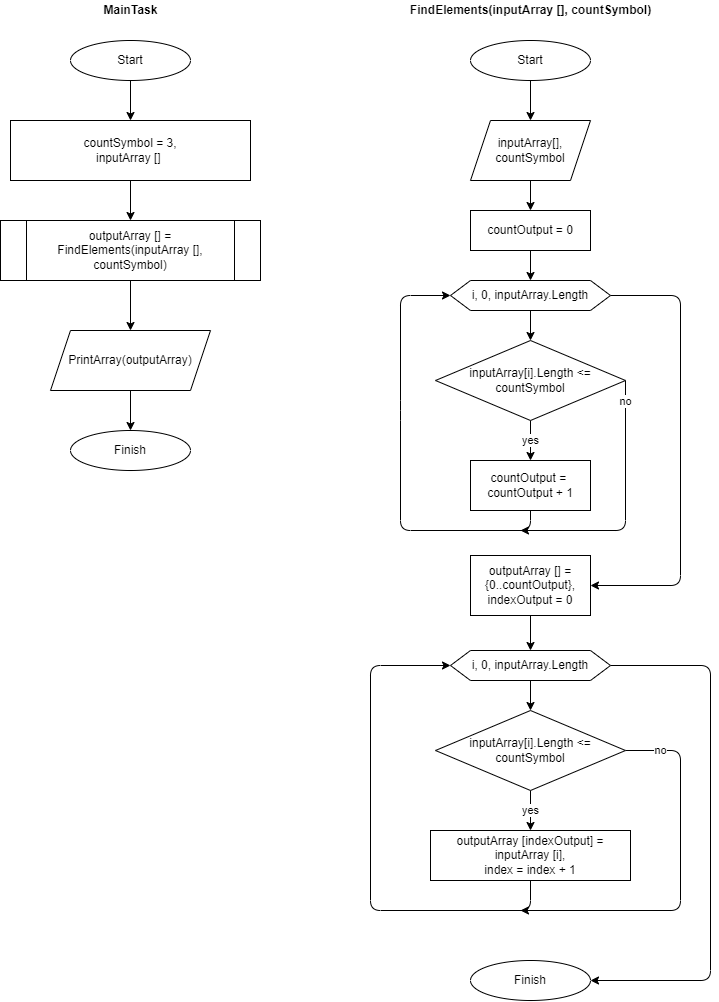 MainTask
Start
countSymbol = 3,
inputArray []
outputArray [] =
FindElements(inputArray [],
countSymbol)
PrintArray(outputArray)
Finish
FindElements(inputArray [], countSymbol)
Start
inputArray[],
countSymbol
countOutput = 0
i, 0, inputArray.Length
inputArray[i].Length <=
countSymbol
no
yes
countOutput =
countOutput + 1
outputArray [] =
{0..countOutput},
indexOutput = 0
i, 0, inputArray.Length
inputArray[i].Length <=
countSymbol
no
yes
outputArray [indexOutput] =
inputArray [i],
index = index + 1
Finish